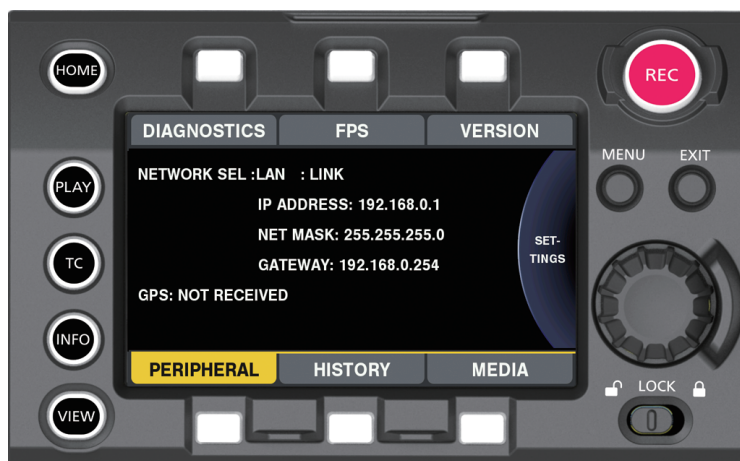 HOME
REC
DIAGNOSTICS FPS VERSION
MENU EXIT
NETWORK SEL :LAN : LINK
PLAY
IP ADDRESS: 192.168.0.1
NET MASK: 255.255.255.0
SET-
TINGS
TC
GATEWAY: 192.168.0.254
GPS: NOT RECEIVED
INFO
PERIPHERAL HISTORY MEDIA
LOCK
VIEW